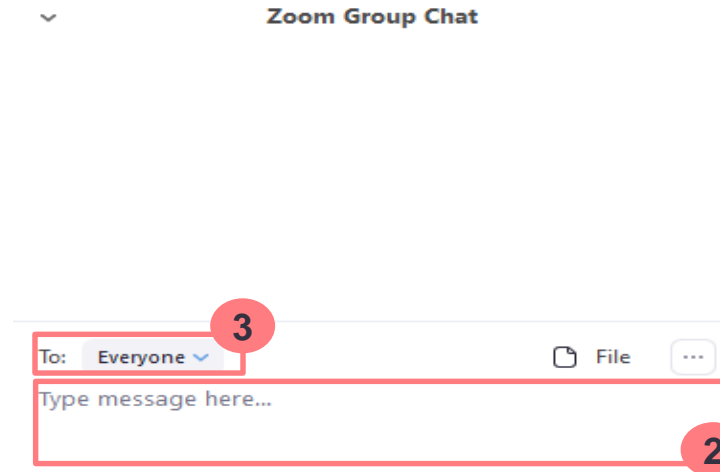 Zoom Group Chat
3
To: Everyone File ...
Type message here...
2